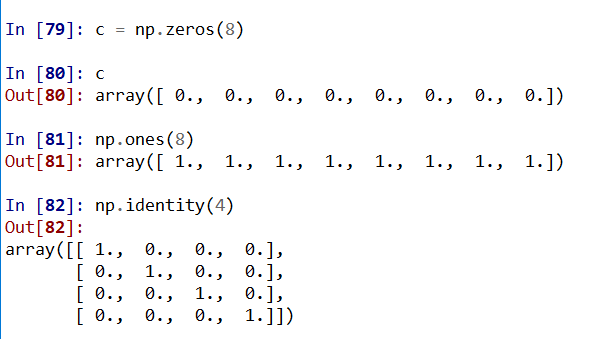 In [79]: c = np.zeros(8)
In [80]: c
Out[80]: array([ 0.,  0.,  0.,  0.,  0.,  0.,  0.,  0.])
In [81]: np.ones(8)
Out[81]: array([ 1.,  1.,  1.,  1.,  1.,  1.,  1.,  1.])
In [82]: np.identity(4)
Out[82]:
array([[ 1.,  0.,  0.,  0.],
       [ 0.,  1.,  0.,  0.],
       [ 0.,  0.,  1.,  0.],
       [ 0.,  0.,  0.,  1.]])